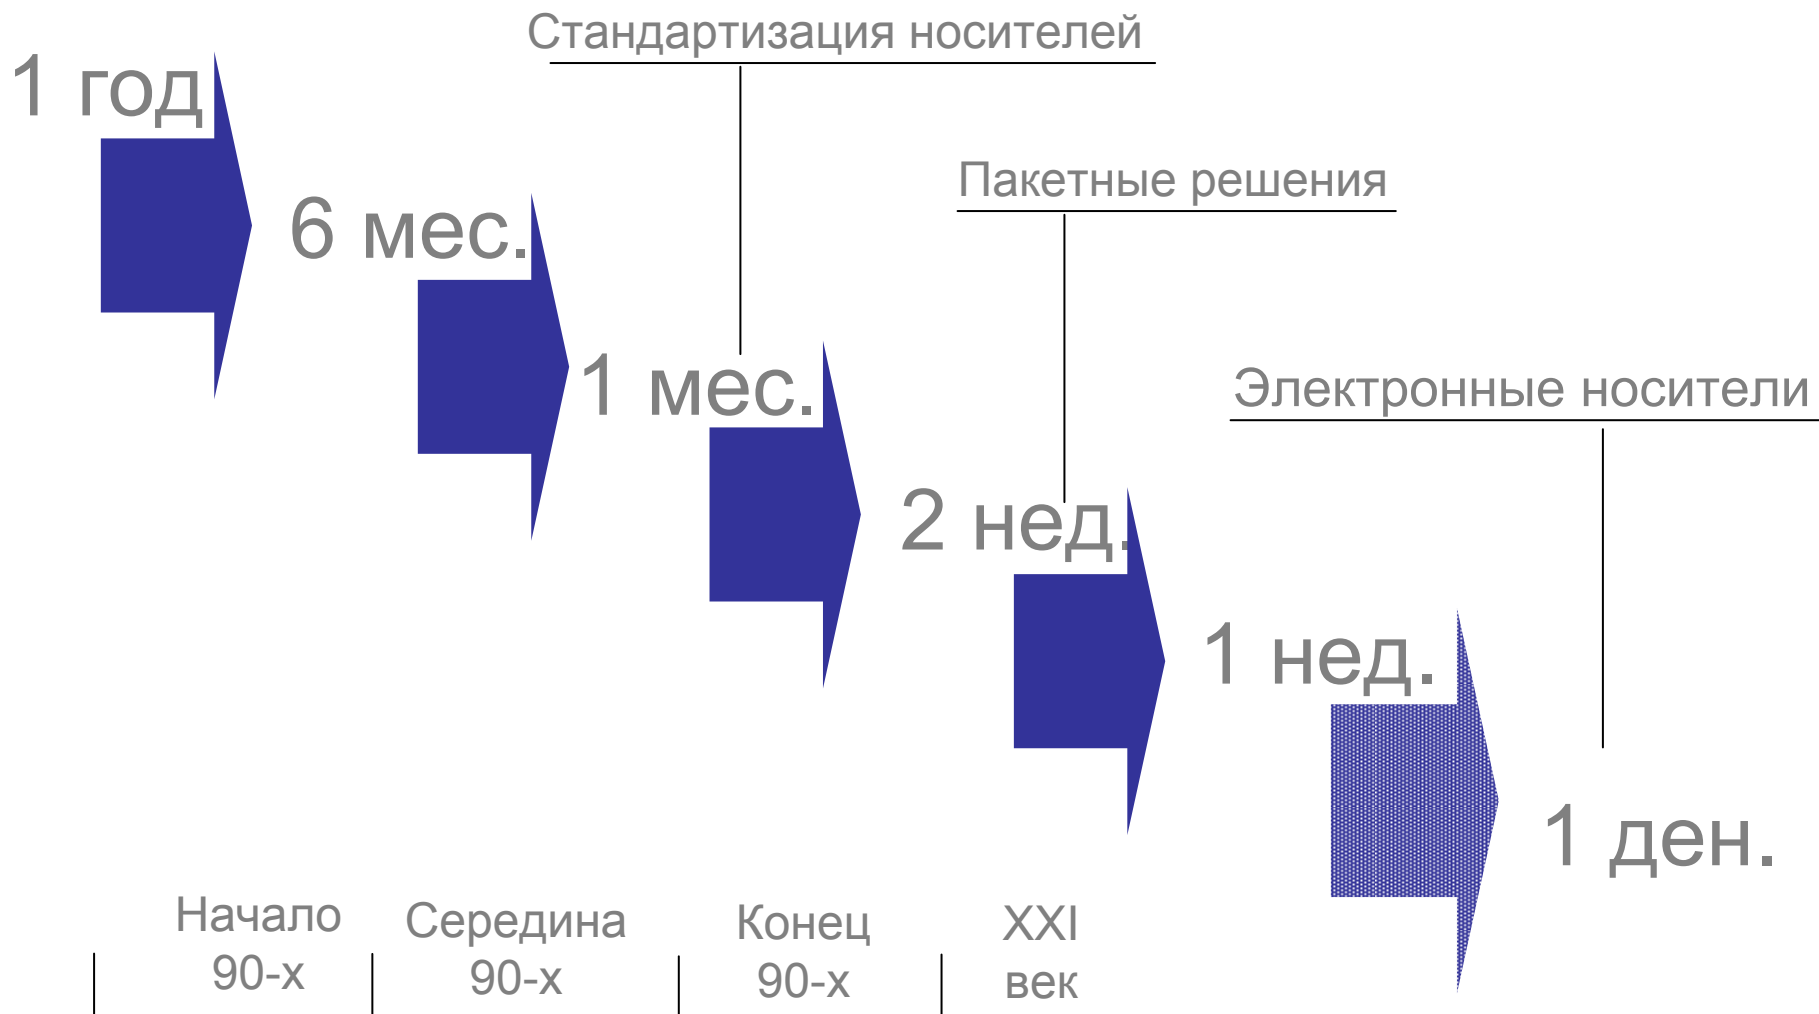 Стандартизация носителей
1 год
Пакетные решения
6 мес.
1 мес.
Электронные носители
2 нед.
1 нед.
1 ден.
Начало
90-х
Середина
90-х
Конец
90-х
XXI
век